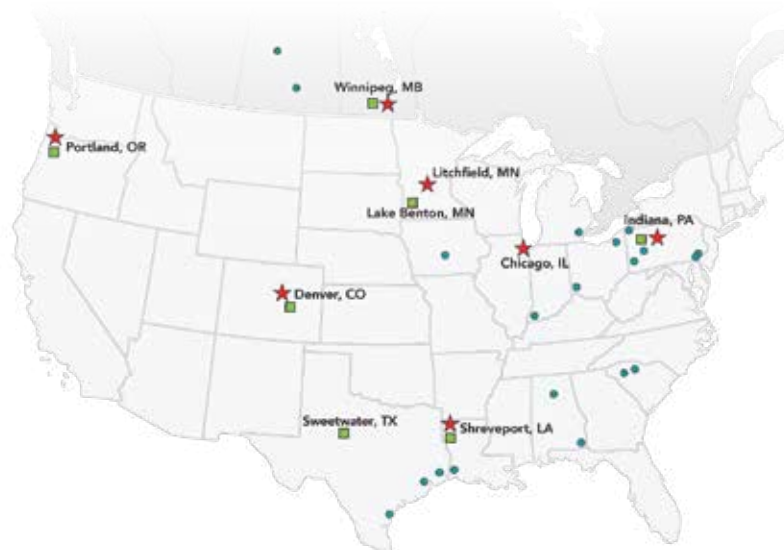 Winnipeg, MB
Portland, OR
Litchfield, MN
Lake Benton, MN
Indiana, PA
Chicago, IL
Denver, CO
Sweetwater, TX
Shreveport, LA